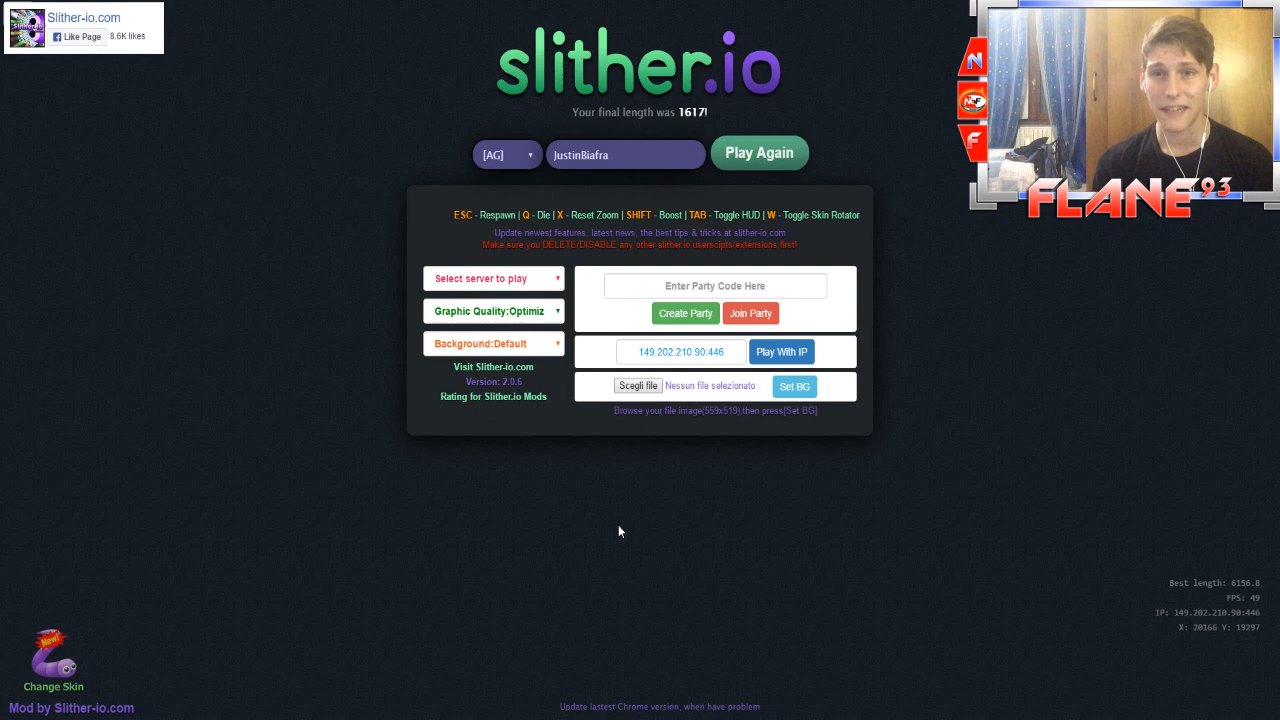 Slither-io.com
Like Page 8.6K likes
slither.io
Your final length was 1617!
[AG] JustinBiafra Play Again
ESC - Respawn | Q - Die | X - Reset Zoom | SHIFT - Boost | TAB - Toggle HUD | W - Toggle Skin Rotator
Update newest features, latest news, the best tips & tricks at slither-io.com
Make sure you DELETE/DISABLE any other slither.io userscipts/extensions first!
Select server to play
Graphic Quality:Optimiz
Background:Default
Visit Slither-io.com
Version: 2.0.6
Rating for Slither.io Mods
Enter Party Code Here
Create Party Join Party
149.202.210.90:446 Play With IP
Scegli file Nessun file selezionato Set BG
Browse your file image(559x519),then press[Set BG]
N
NaF
F
FLANE 93
Best length: 6156.8
FPS: 49
IP: 149.202.210.90:446
X: 20166 Y: 19297
New!
Change Skin
Mod by Slither-io.com
Update lastest Chrome version, when have problem